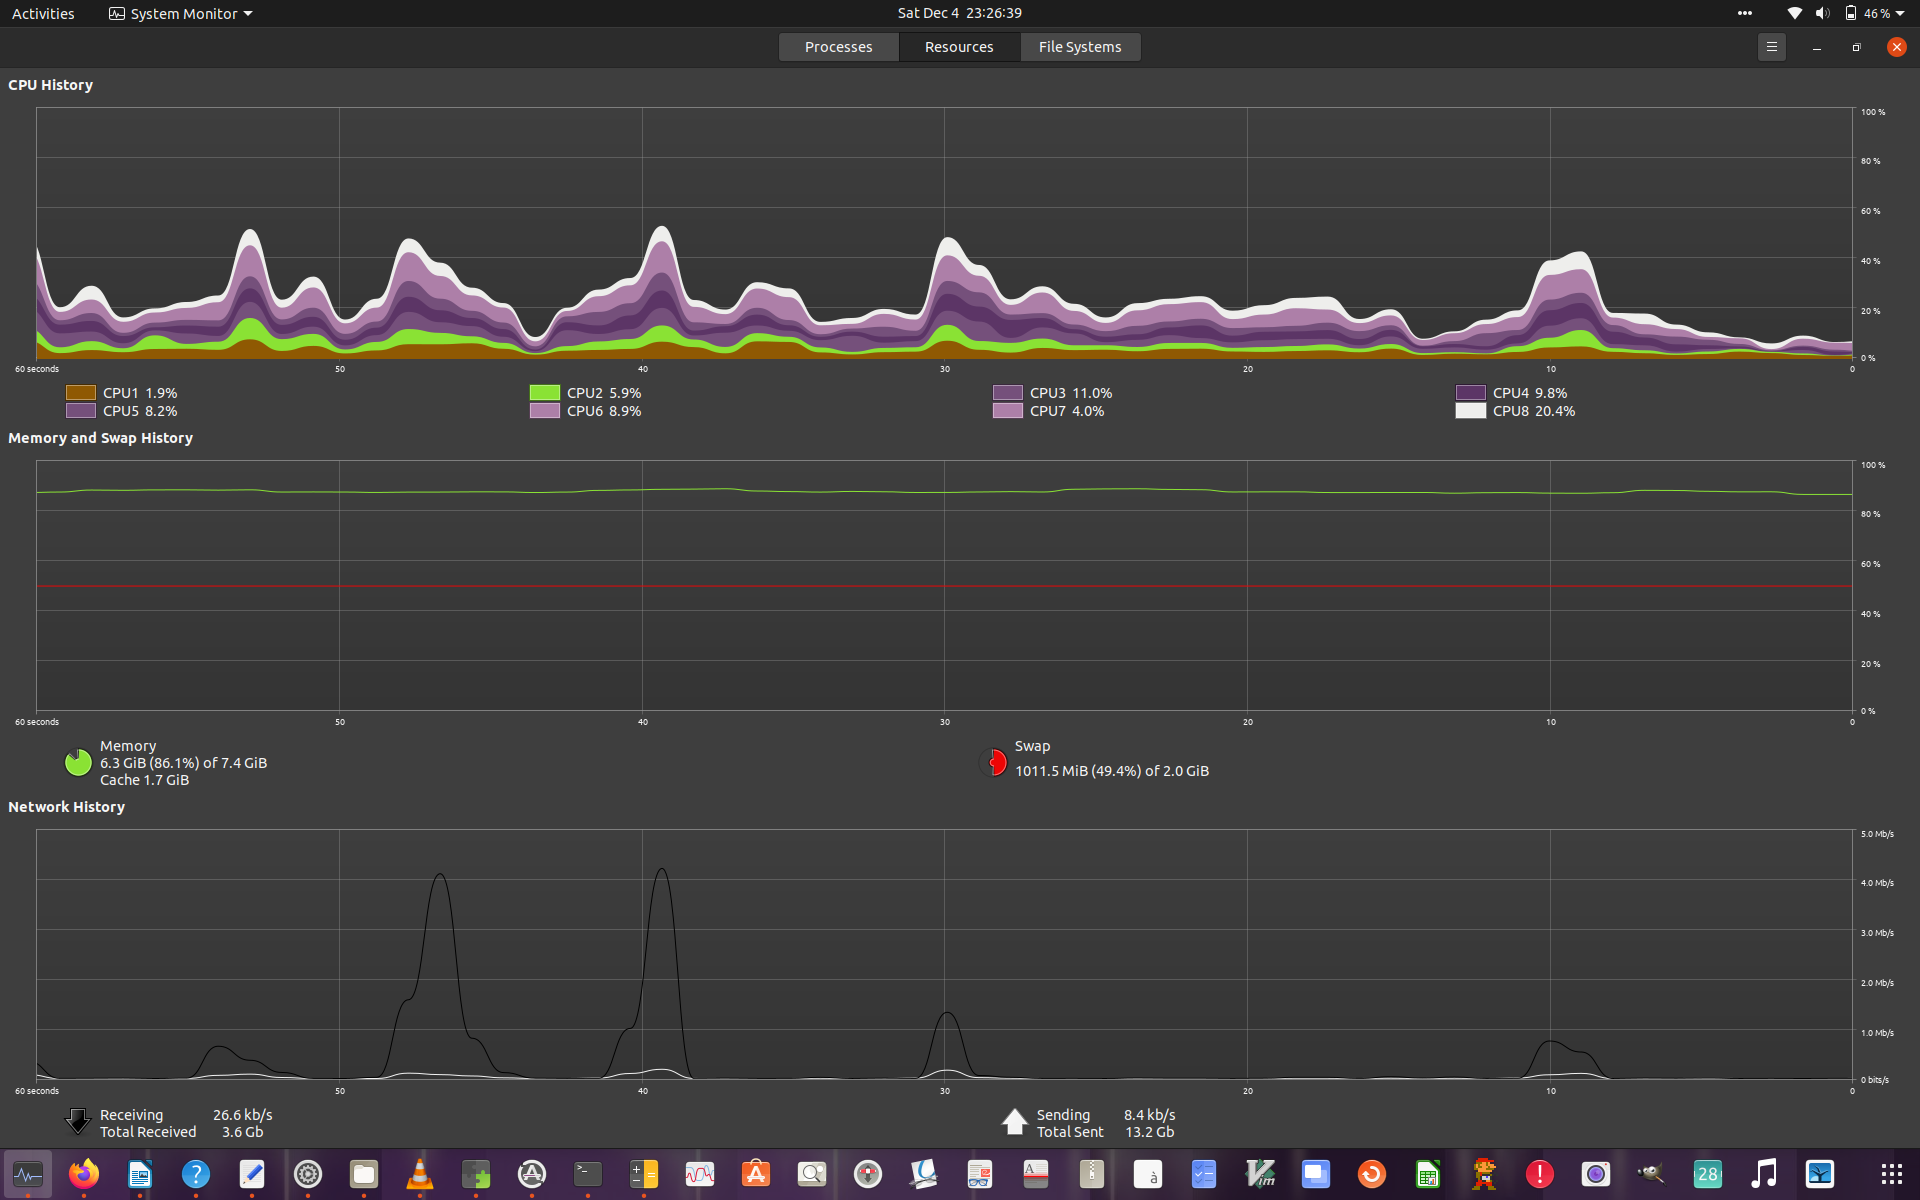 Activities System Monitor Sat Dec 4 23:26:39 46 %
Processes Resources File Systems
CPU History
100 %
80 %
60 %
40 %
20 %
0 %
60 seconds 50 40 30 20 10 0
CPU1 1.9% CPU2 5.9% CPU3 11.0% CPU4 9.8%
CPU5 8.2% CPU6 8.9% CPU7 4.0% CPU8 20.4%
Memory and Swap History
100 %
80 %
60 %
40 %
20 %
0 %
60 seconds 50 40 30 20 10 0
Memory Swap
6.3 GiB (86.1%) of 7.4 GiB 1011.5 MiB (49.4%) of 2.0 GiB
Cache 1.7 GiB
Network History
5.0 Mb/s
4.0 Mb/s
3.0 Mb/s
2.0 Mb/s
1.0 Mb/s
0 bits/s
60 seconds 50 40 30 20 10 0
Receiving 26.6 kb/s Sending 8.4 kb/s
Total Received 3.6 Gb Total Sent 13.2 Gb
? >_ A A à Vim ! 28